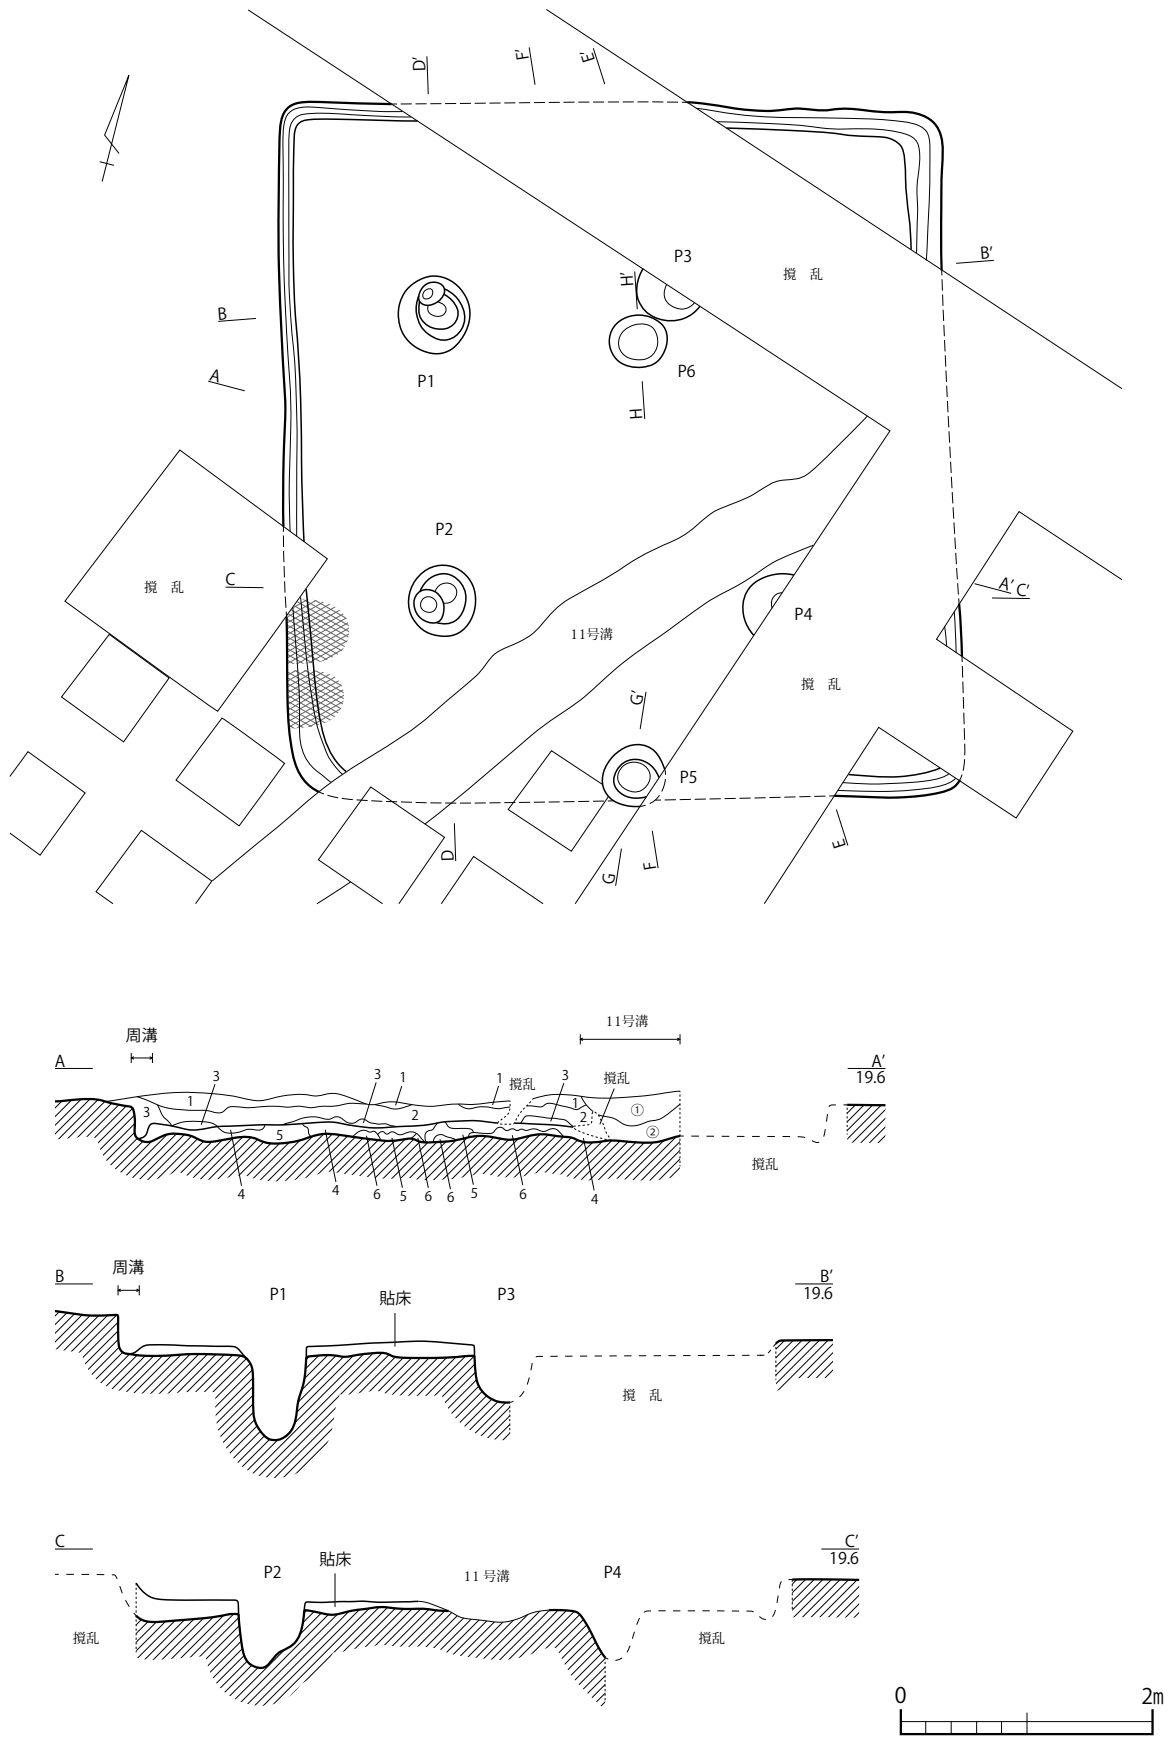 D′ F′ E′
P3
撹　乱
B′
H′
B
P6
A
P1
H
P2
撹　乱
C
A′
C′
11号溝
P4
撹　乱
G′
P5
D
F
E
G
11号溝
周溝
A
A′
19.6
3
3
1
1
撹乱
3
撹乱
1
3
2
1
2
①
②
5
撹乱
4
4
6
5
6
6
5
6
4
周溝
B
P1
貼床
P3
B′
19.6
撹　乱
C
P2
貼床
11 号溝
P4
C′
19.6
撹乱
撹乱
0
2m